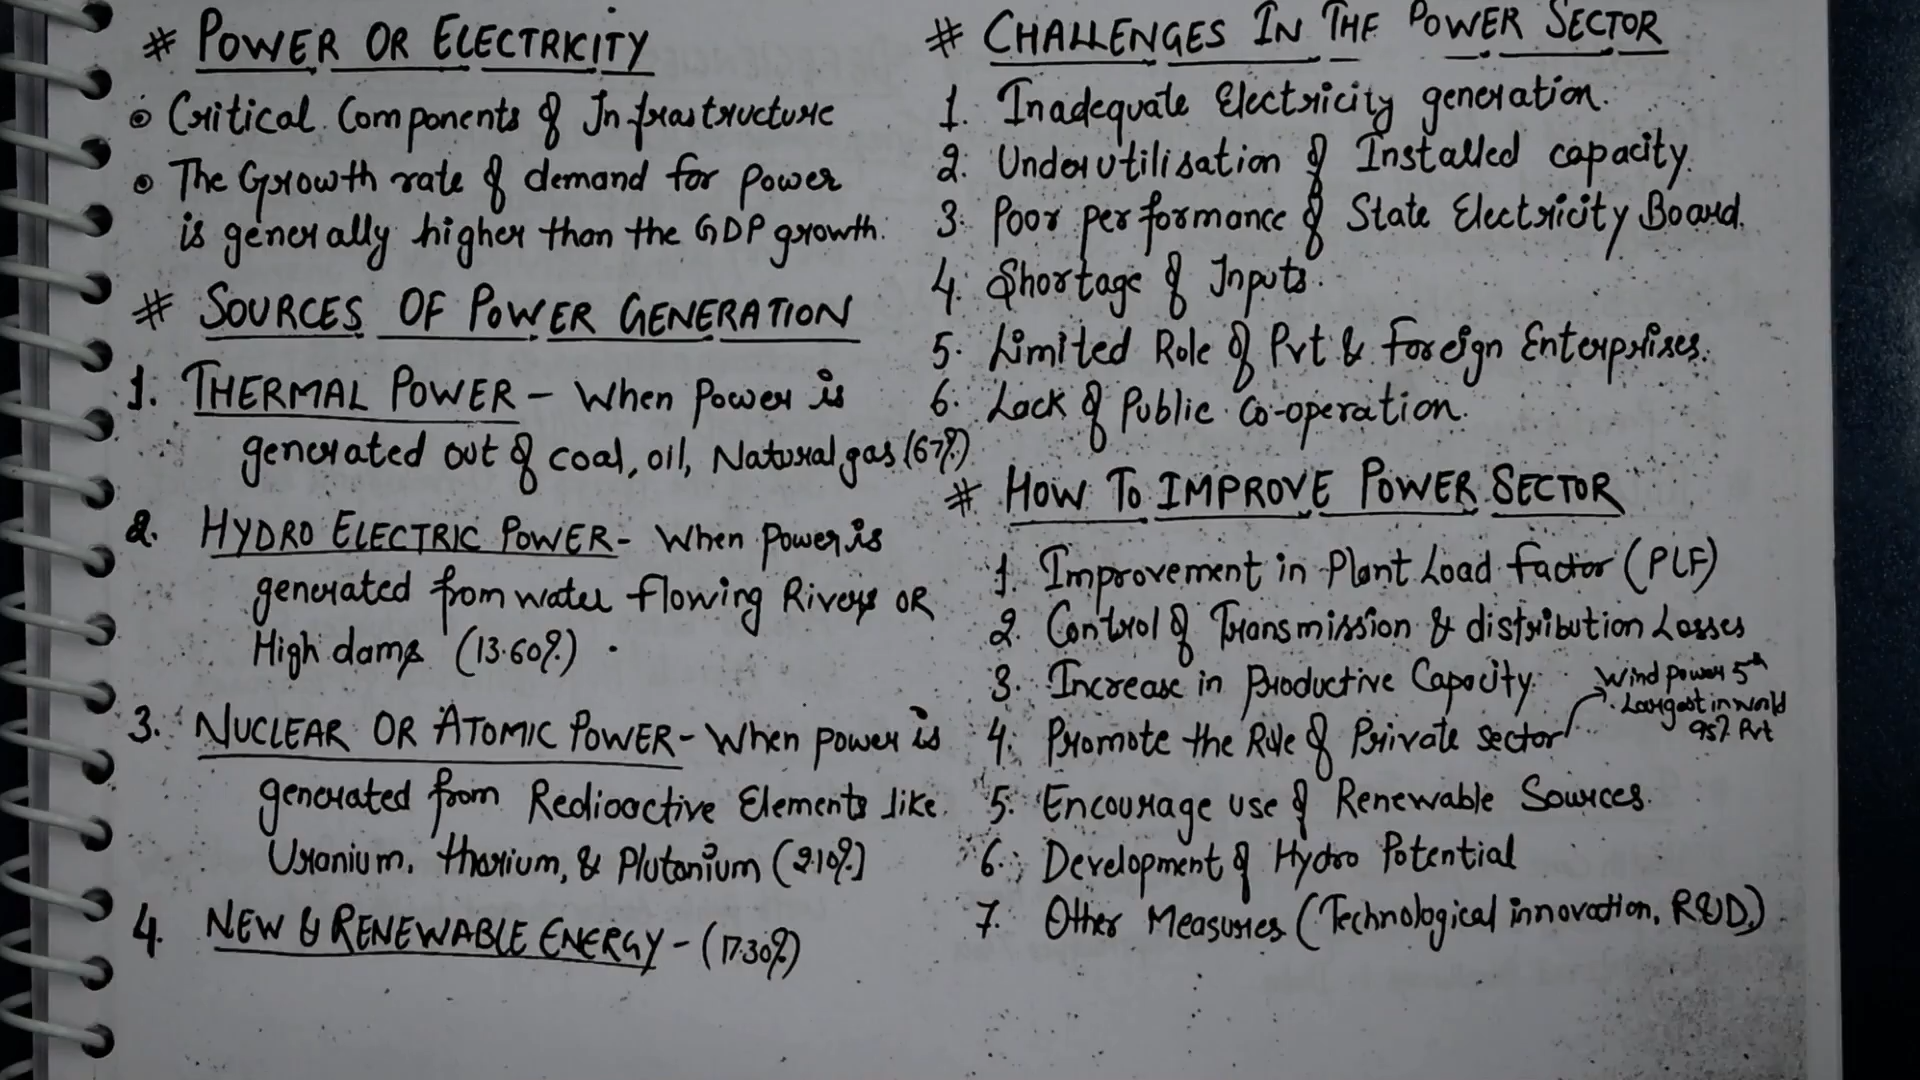 # POWER OR ELECTRICITY
Critical Components of Infrastructure
The Growth rate of demand for power
is generally higher than the GDP growth.
# SOURCES OF POWER GENERATION
1. THERMAL POWER - When Power is
generated out of coal, oil, Natural gas (67%)
2. HYDRO ELECTRIC POWER - When Power is
generated from water flowing Rivers OR
High dams (13.60%)
3. NUCLEAR OR ATOMIC POWER - When power is
generated from Redioactive Elements like
Uranium, thorium, & Plutonium (2.10%)
4. NEW & RENEWABLE ENERGY - (17.30%)
# CHALLENGES IN THE POWER SECTOR
1. Inadequate Electricity generation.
2. Underutilisation of Installed capacity.
3. Poor performance of State Electricity Board.
4. Shortage of Inputs.
5. Limited Role of Pvt & Foreign Enterprises.
6. Lack of Public Co-operation.
# HOW TO IMPROVE POWER SECTOR
1. Improvement in Plant Load factor (PLF)
2. Control of Transmission & distribution Losses
3. Increase in Productive Capacity
4. Promote the Role of Private sector
Wind power 5th
Largest in world
95% Pvt
5. Encourage use of Renewable Sources.
6. Development of Hydro Potential
7. Other Measures (Technological innovation, R&D)